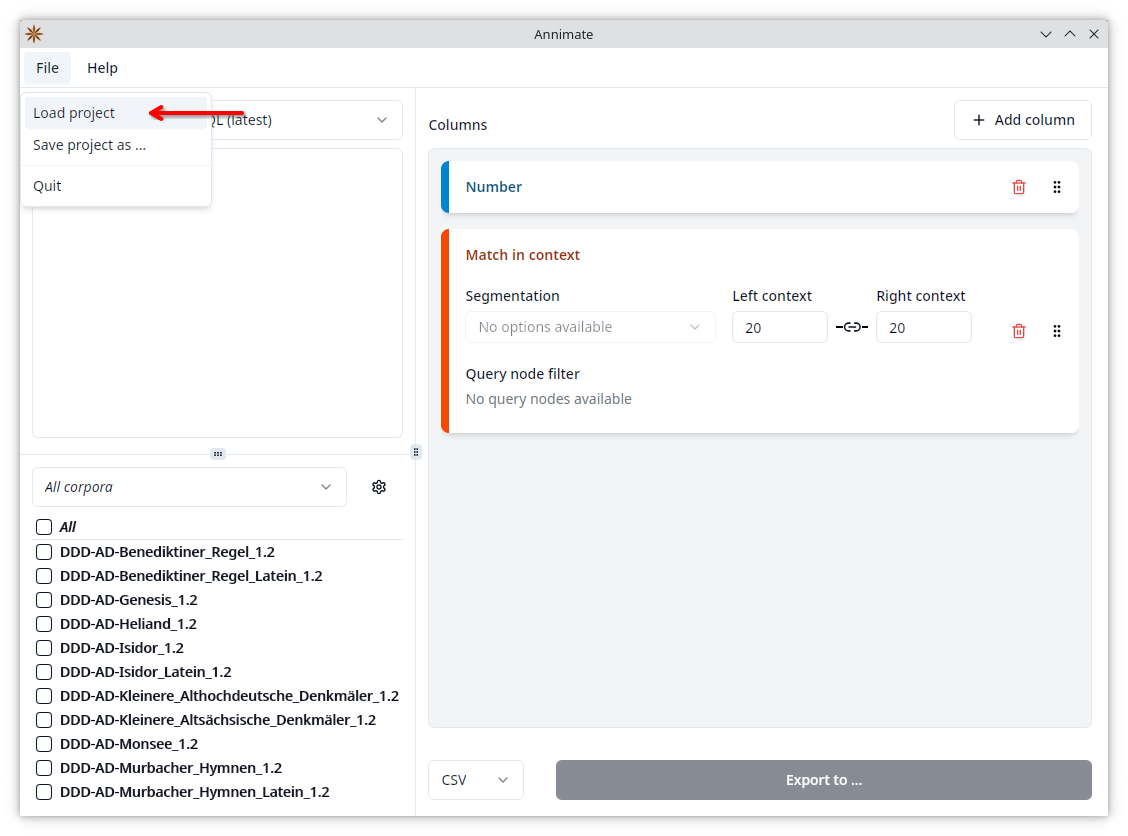 Annimate
File Help
Load project
(latest)
Save project as ...
Quit
Columns
Add column
Number
Match in context
Segmentation Left context Right context
No options available 20 20
Query node filter
No query nodes available
All corpora
All
DDD-AD-Benediktiner_Regel_1.2
DDD-AD-Benediktiner_Regel_Latein_1.2
DDD-AD-Genesis_1.2
DDD-AD-Heliand_1.2
DDD-AD-Isidor_1.2
DDD-AD-Isidor_Latein_1.2
DDD-AD-Kleinere_Althochdeutsche_Denkmäler_1.2
DDD-AD-Kleinere_Altsächsische_Denkmäler_1.2
DDD-AD-Monsee_1.2
DDD-AD-Murbacher_Hymnen_1.2
DDD-AD-Murbacher_Hymnen_Latein_1.2
CSV
Export to ...